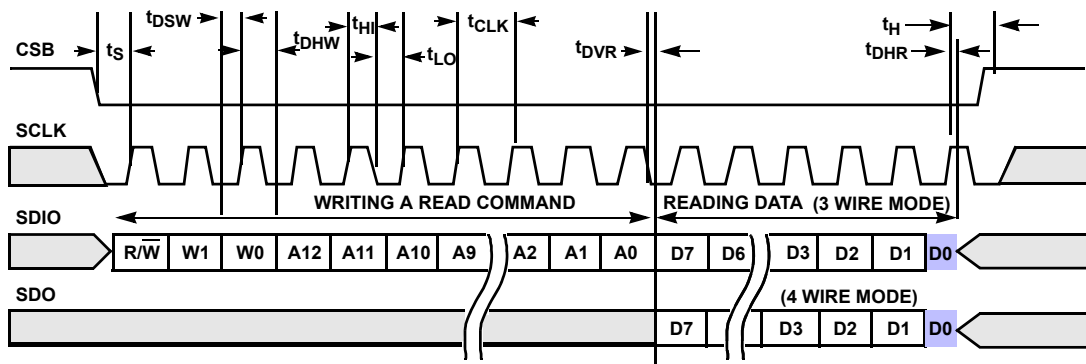 tDSW tHI tCLK tH
CSB tS tDHW tLO tDVR tDHR
SCLK
WRITING A READ COMMAND READING DATA (3 WIRE MODE)
SDIO
R/W̅ W1 W0 A12 A11 A10 A9 A2 A1 A0 D7 D6 D3 D2 D1 D0
SDO
(4 WIRE MODE)
D7 D3 D2 D1 D0